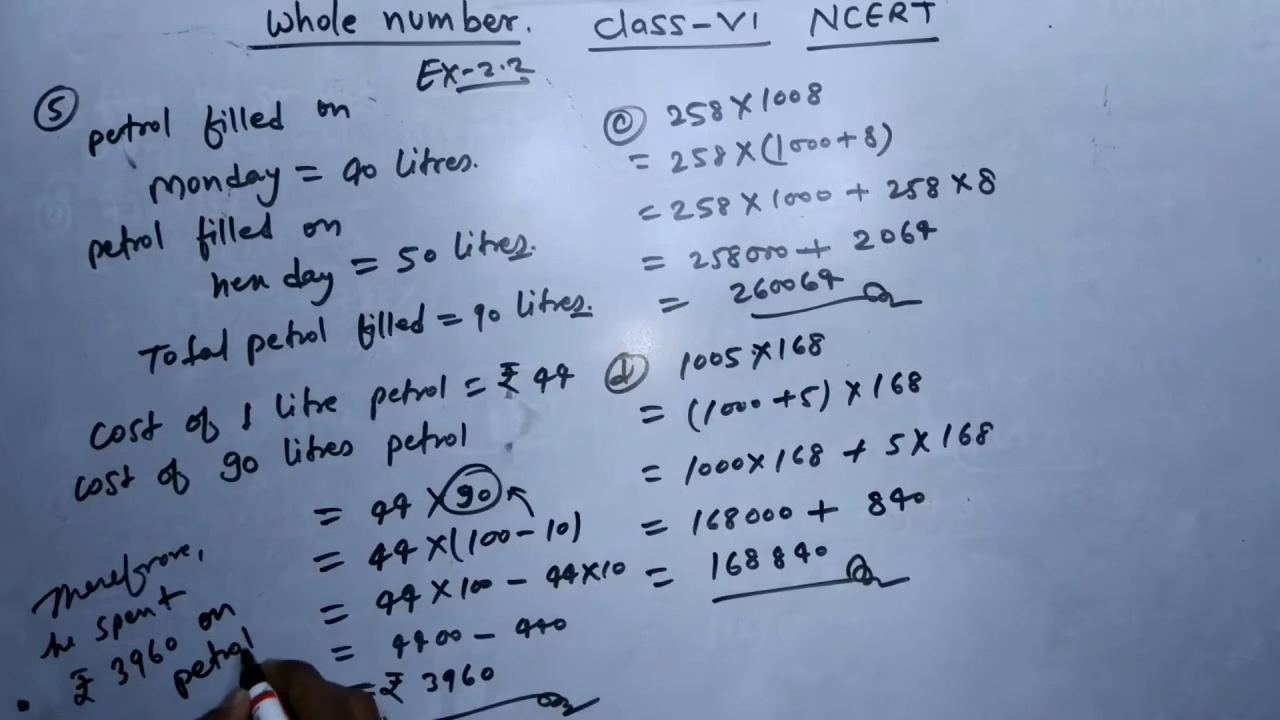 Whole number. Class-VI NCERT
Ex-2.2
(5) petrol filled on
monday = 40 litres.
petrol filled on
nex day = 50 litres.
Total petrol filled = 90 litres.
cost of 1 litre petrol = ₹ 44
cost of 90 litres petrol
= 44 × 90
= 44 × (100 - 10)
= 44 × 100 - 44×10
= 4400 - 440
= ₹ 3960
Therefrore,
he spent
₹ 3960 on
petrol
(c) 258 × 1008
= 258 × (1000 + 8)
= 258 × 1000 + 258 × 8
= 258000 + 2064
= 260064
(d) 1005 × 168
= (1000 + 5) × 168
= 1000 × 168 + 5 × 168
= 168000 + 840
= 168840